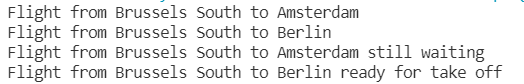 Flight from Brussels South to Amsterdam
Flight from Brussels South to Berlin
Flight from Brussels South to Amsterdam still waiting
Flight from Brussels South to Berlin ready for take off